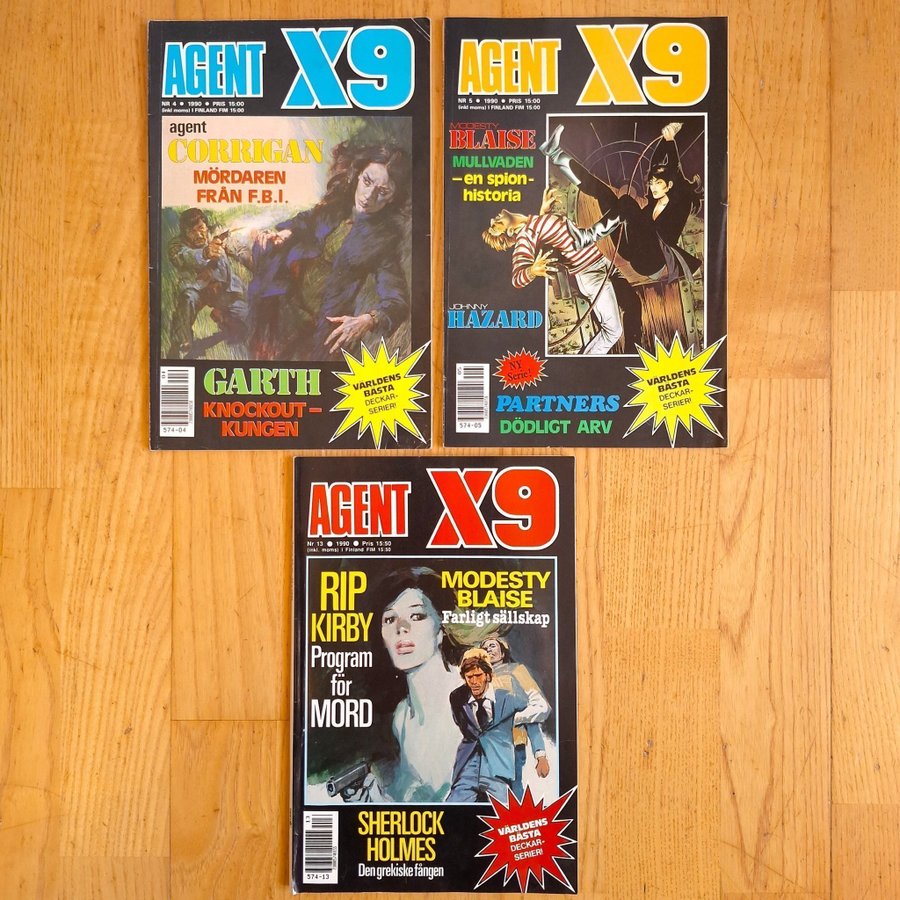 AGENT X9
NR 4 ● 1990 ● PRIS 15:00
(inkl moms) I FINLAND FIM 15:00
agent
CORRIGAN
MÖRDAREN
FRÅN F.B.I.
GARTH
KNOCKOUT–
KUNGEN
VÄRLDENS
BÄSTA
DECKAR-
SERIER!
04
574-04
AGENT X9
NR 5 ● 1990 ● PRIS 15:00
(inkl moms) I FINLAND FIM 15:00
MODESTY
BLAISE
MULLVADEN
–en spion-
historia
JOHNNY
HAZARD
NY
Serie!
PARTNERS
DÖDLIGT ARV
VÄRLDENS
BÄSTA
DECKAR-
SERIER!
05
574-05
AGENT X9
Nr 13 ● 1990 ● Pris 15:50
(inkl. moms) I Finland FIM 15:50
RIP
KIRBY
Program
för
MORD
MODESTY
BLAISE
Farligt sällskap
SHERLOCK
HOLMES
Den grekiske fången
VÄRLDENS
BÄSTA
DECKAR-
SERIER!
13
574-13